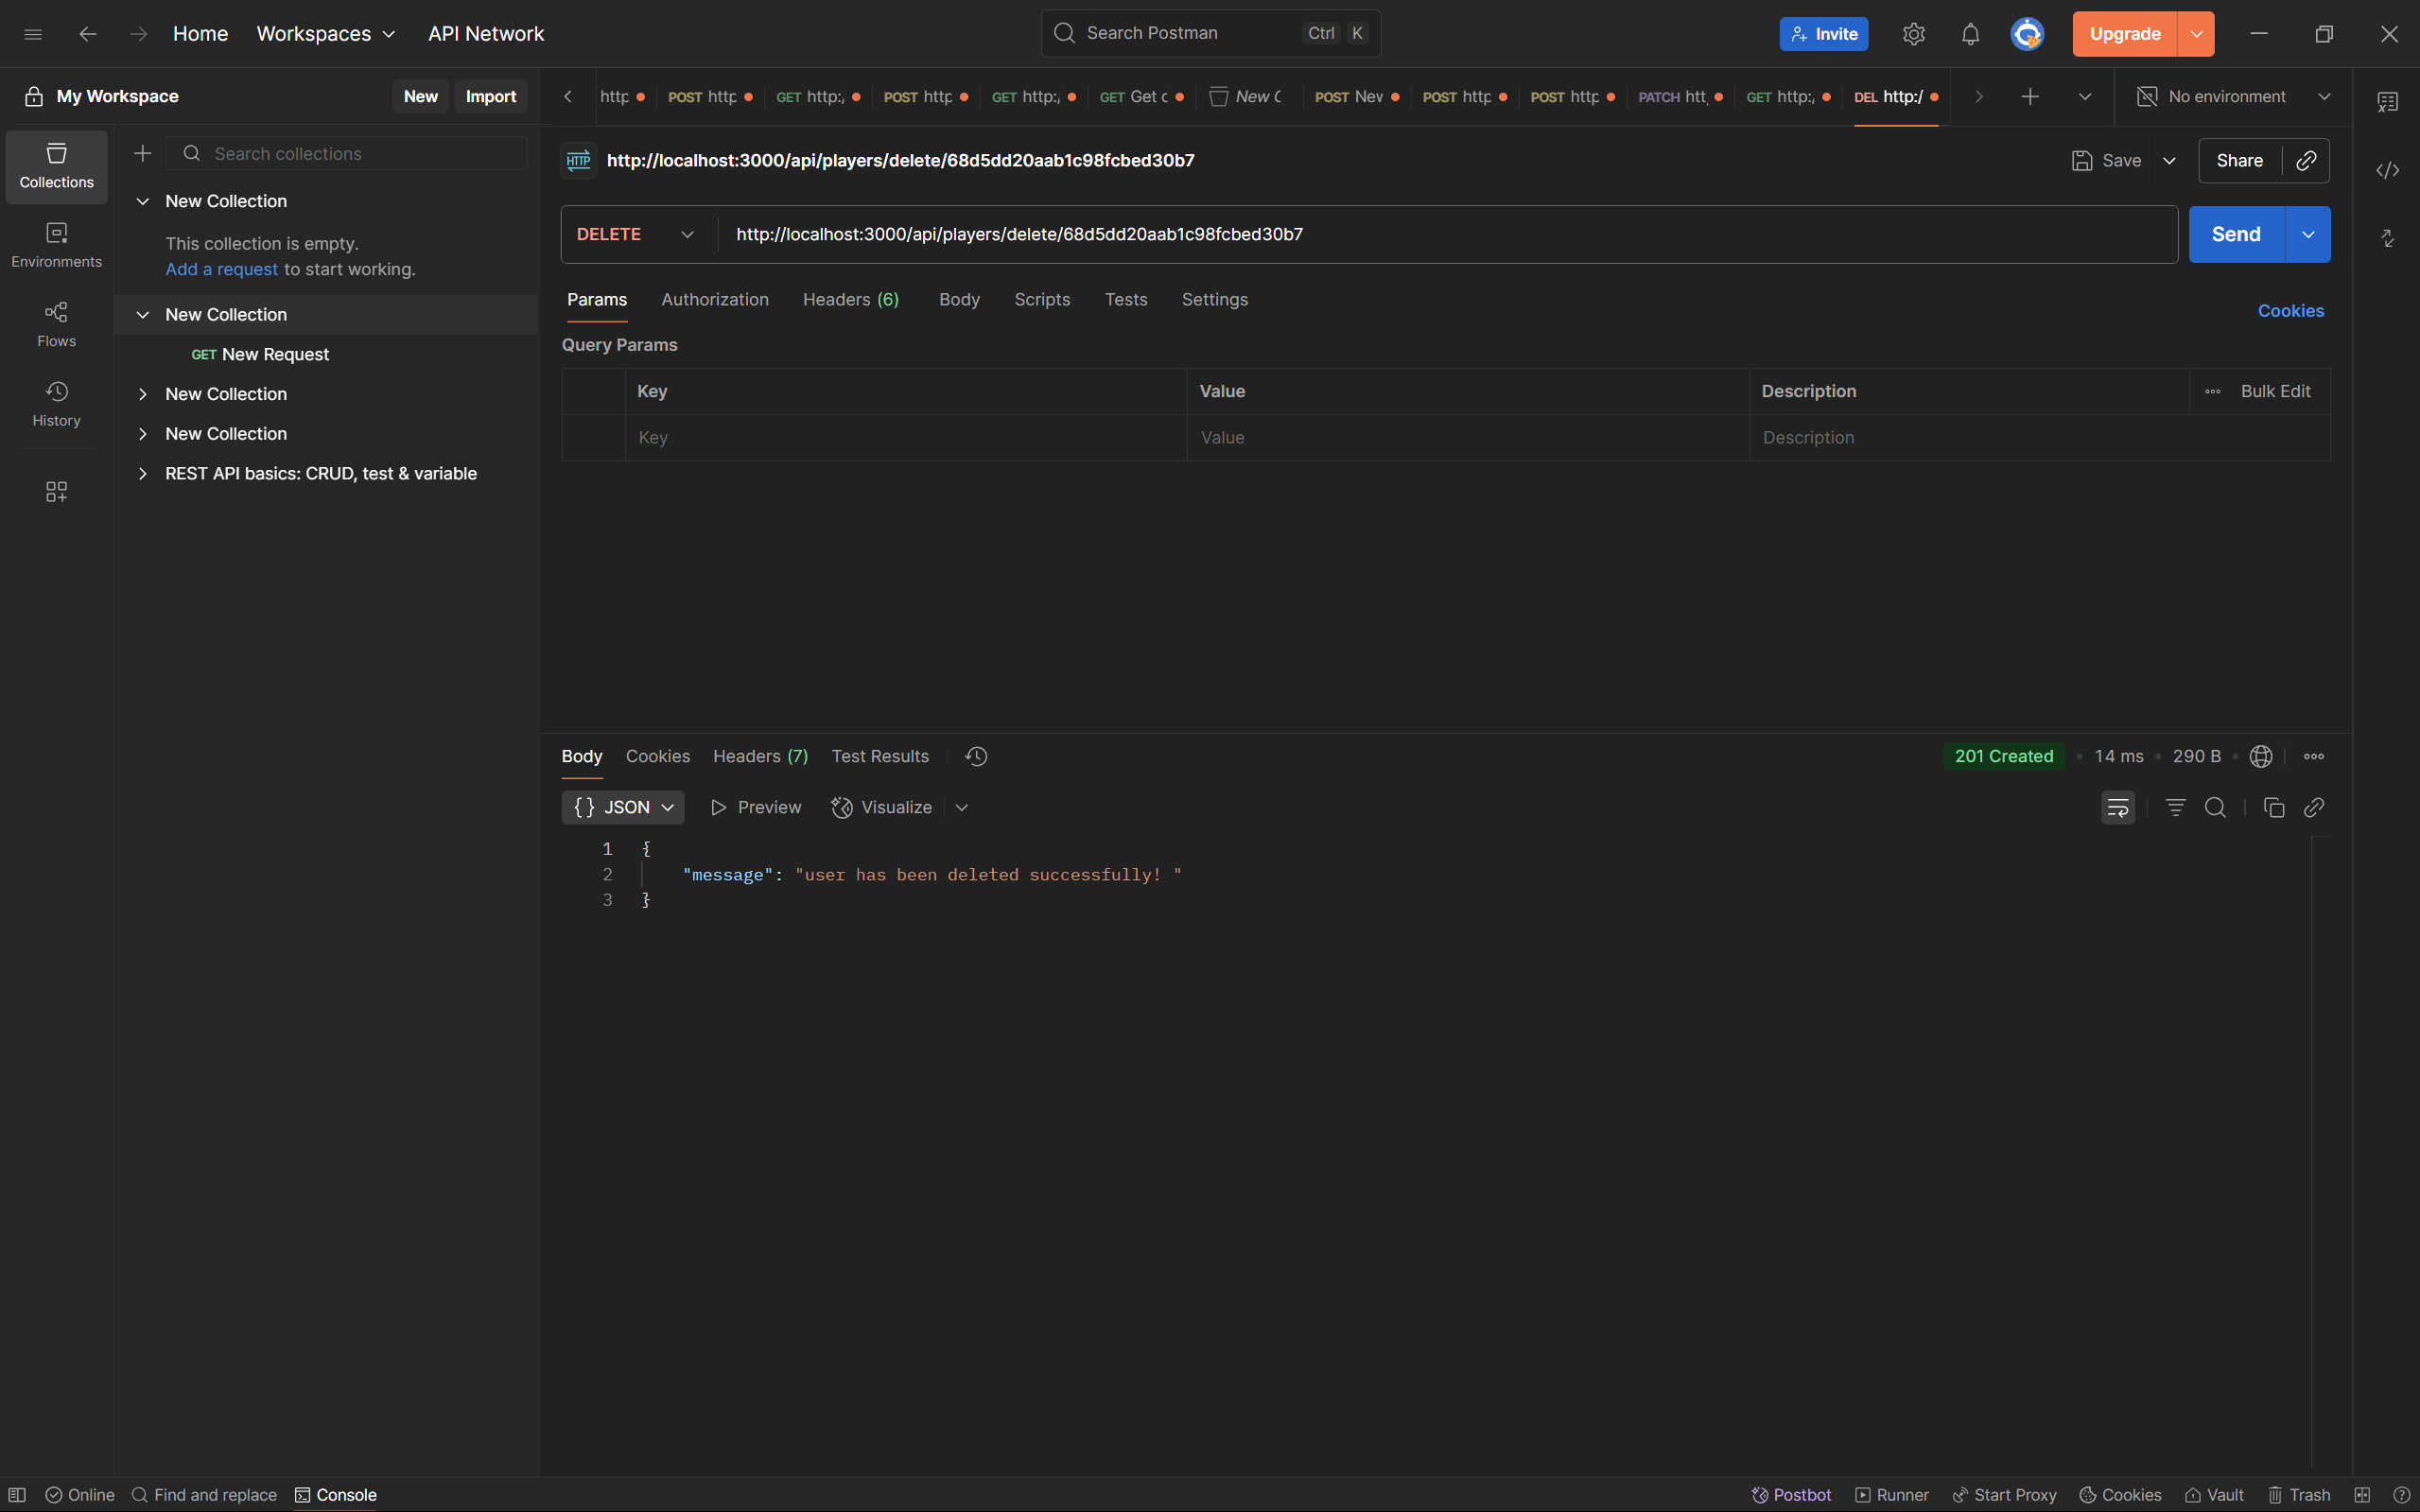 Home Workspaces API Network
Search Postman Ctrl K
Invite Upgrade
My Workspace New Import
http POST http GET http:/ POST http GET http:/ GET Get c New C POST Nev POST http POST http PATCH htt GET http:/ DEL http:/
No environment
Collections
Environments
Flows
History
Search collections
New Collection
This collection is empty.
Add a request to start working.
New Collection
GET New Request
New Collection
New Collection
REST API basics: CRUD, test & variable
HTTP http://localhost:3000/api/players/delete/68d5dd20aab1c98fcbed30b7
Save Share
DELETE http://localhost:3000/api/players/delete/68d5dd20aab1c98fcbed30b7 Send
Params Authorization Headers (6) Body Scripts Tests Settings
Cookies
Query Params
Key Value Description Bulk Edit
Key Value Description
Body Cookies Headers (7) Test Results 201 Created 14 ms 290 B
{} JSON Preview Visualize
1 {
2 "message": "user has been deleted successfully! "
3 }
Online Find and replace Console
Postbot Runner Start Proxy Cookies Vault Trash